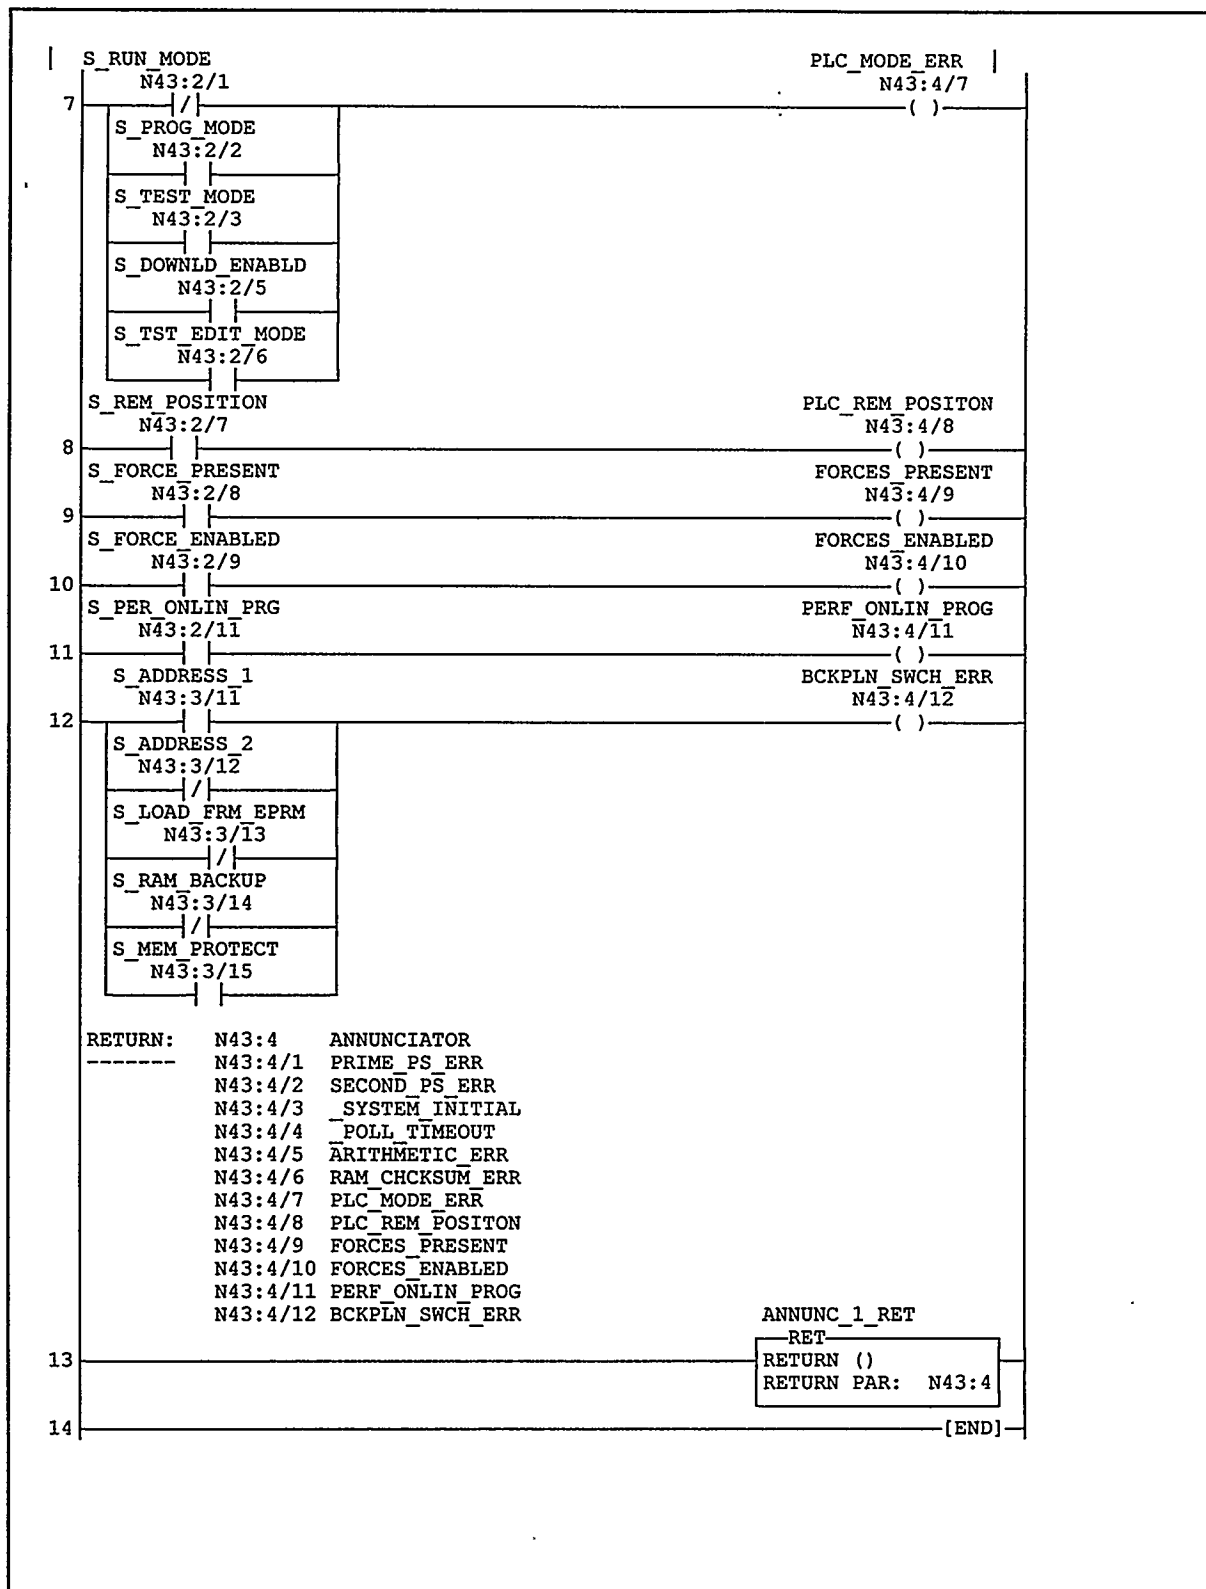 S_RUN_MODE PLC_MODE_ERR
N43:2/1 N43:4/7
7 /  ( )
S_PROG_MODE
N43:2/2
S_TEST_MODE
N43:2/3
S_DOWNLD_ENABLD
N43:2/5
S_TST_EDIT_MODE
N43:2/6
S_REM_POSITION PLC_REM_POSITON
N43:2/7 N43:4/8
8 ( )
S_FORCE_PRESENT FORCES_PRESENT
N43:2/8 N43:4/9
9 ( )
S_FORCE_ENABLED FORCES_ENABLED
N43:2/9 N43:4/10
10 ( )
S_PER_ONLIN_PRG PERF_ONLIN_PROG
N43:2/11 N43:4/11
11 ( )
S_ADDRESS_1 BCKPLN_SWCH_ERR
N43:3/11 N43:4/12
12 ( )
S_ADDRESS_2
N43:3/12
/
S_LOAD_FRM_EPRM
N43:3/13
/
S_RAM_BACKUP
N43:3/14
/
S_MEM_PROTECT
N43:3/15
RETURN: N43:4 ANNUNCIATOR
------- N43:4/1 PRIME_PS_ERR
N43:4/2 SECOND_PS_ERR
N43:4/3 _SYSTEM_INITIAL
N43:4/4 _POLL_TIMEOUT
N43:4/5 ARITHMETIC_ERR
N43:4/6 RAM_CHCKSUM_ERR
N43:4/7 PLC_MODE_ERR
N43:4/8 PLC_REM_POSITON
N43:4/9 FORCES_PRESENT
N43:4/10 FORCES_ENABLED
N43:4/11 PERF_ONLIN_PROG
N43:4/12 BCKPLN_SWCH_ERR ANNUNC_1_RET
RET
13 RETURN ()
RETURN PAR: N43:4
14 [END]